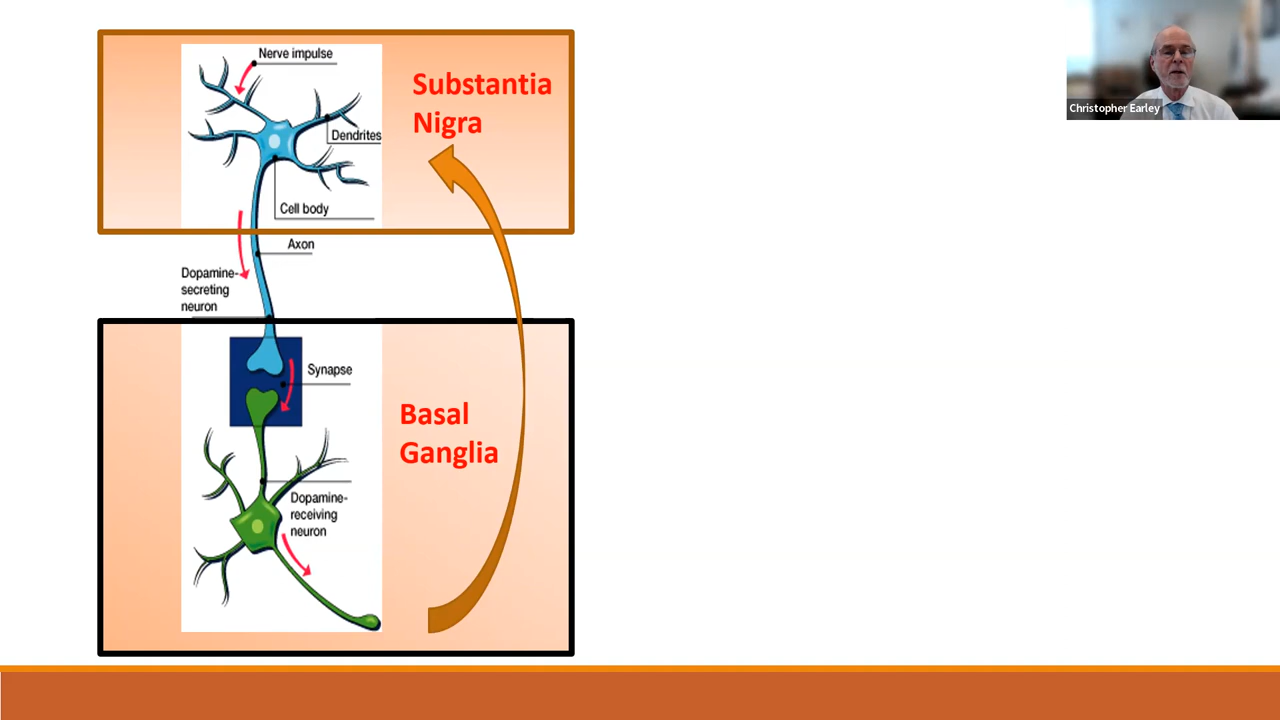 Nerve impulse
Substantia
Nigra
Dendrites
Cell body
Axon
Dopamine-
secreting
neuron
Synapse
Basal
Ganglia
Dopamine-
receiving
neuron
Christopher Earley